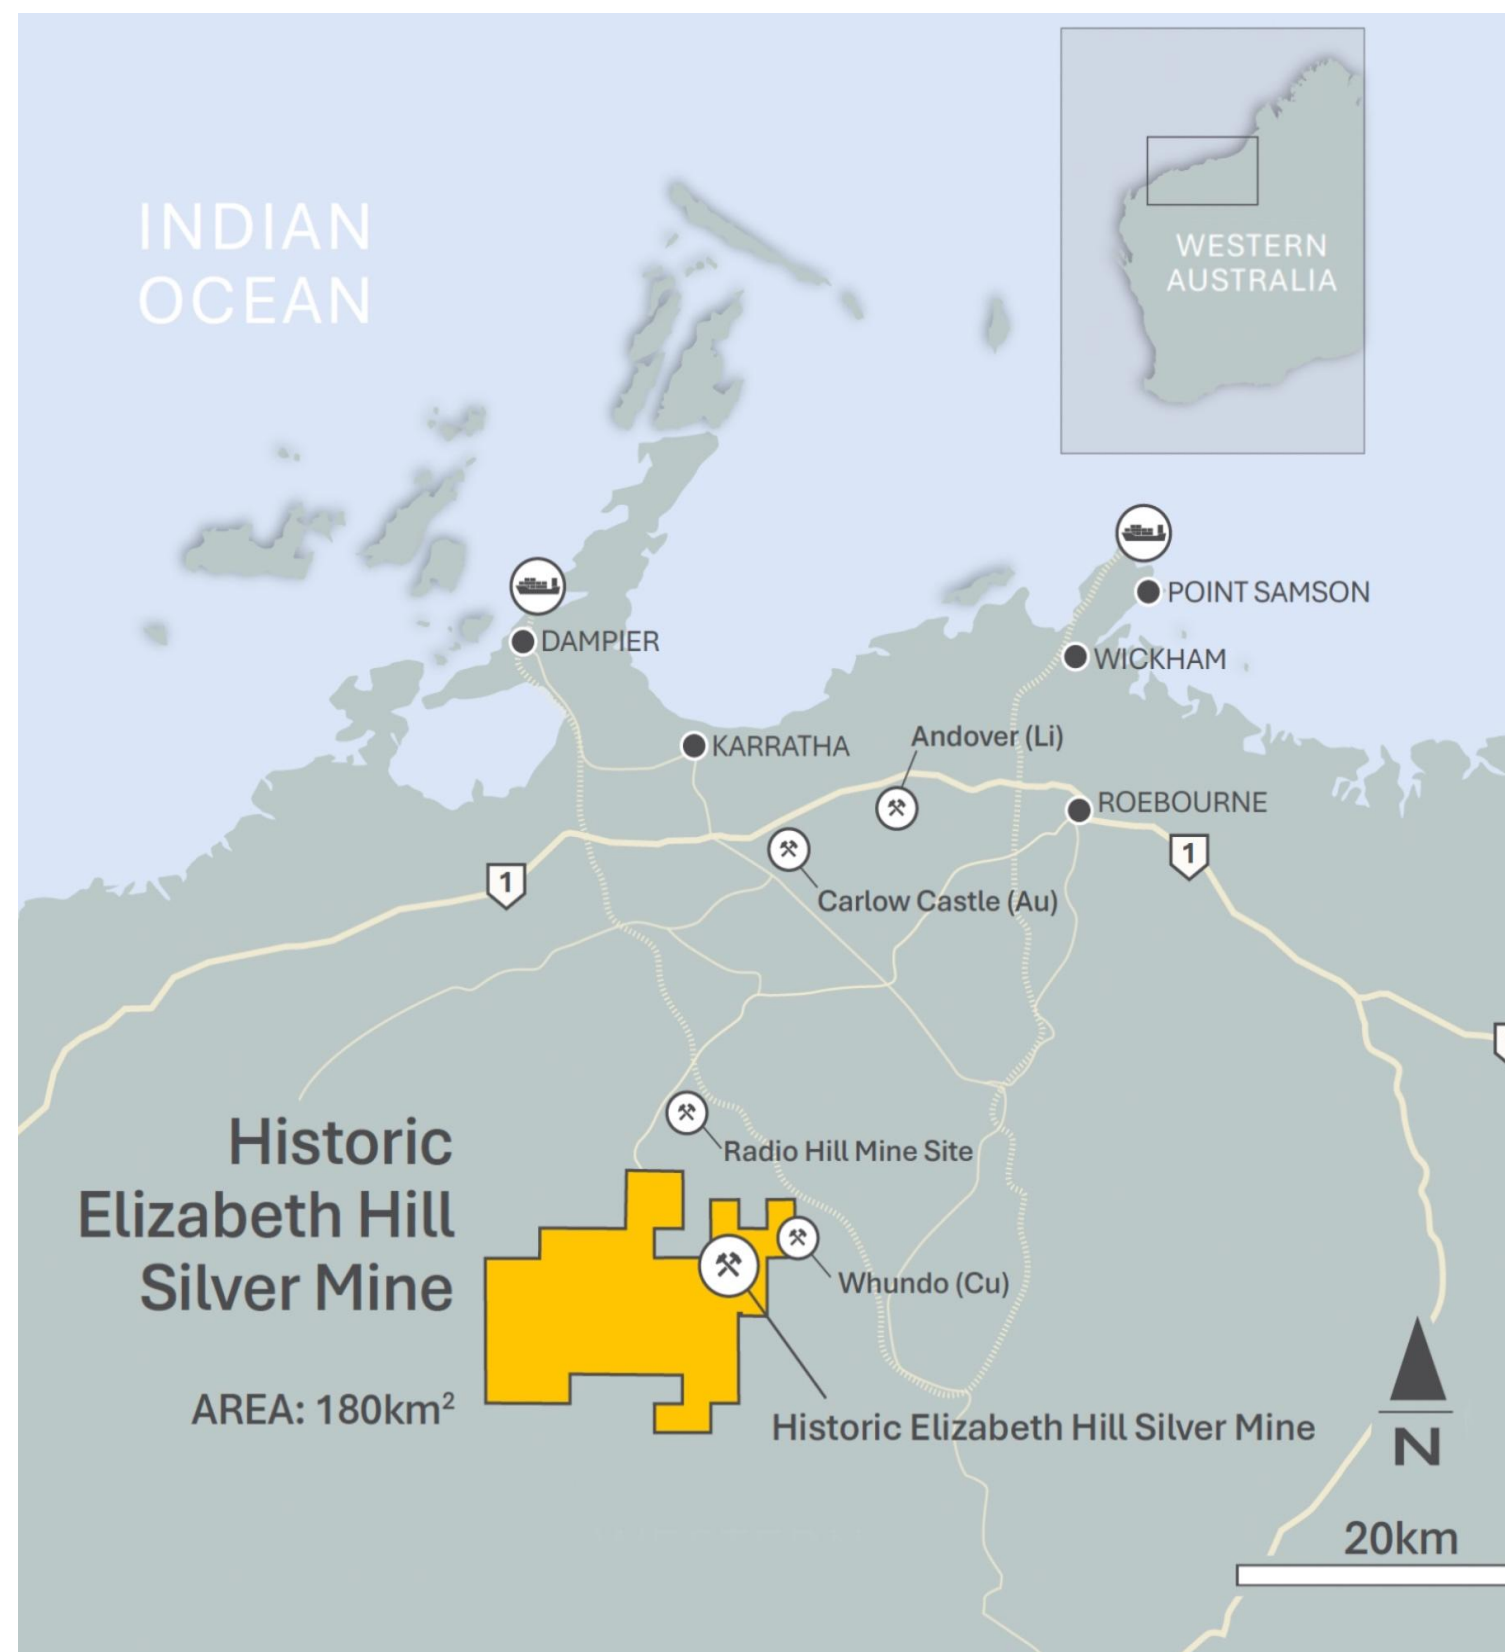 INDIAN
OCEAN
WESTERN
AUSTRALIA
POINT SAMSON
DAMPIER
WICKHAM
Andover (Li)
KARRATHA
ROEBOURNE
1
1
Carlow Castle (Au)
Historic
Elizabeth Hill
Silver Mine
Radio Hill Mine Site
Whundo (Cu)
AREA: 180km²
Historic Elizabeth Hill Silver Mine
N
20km